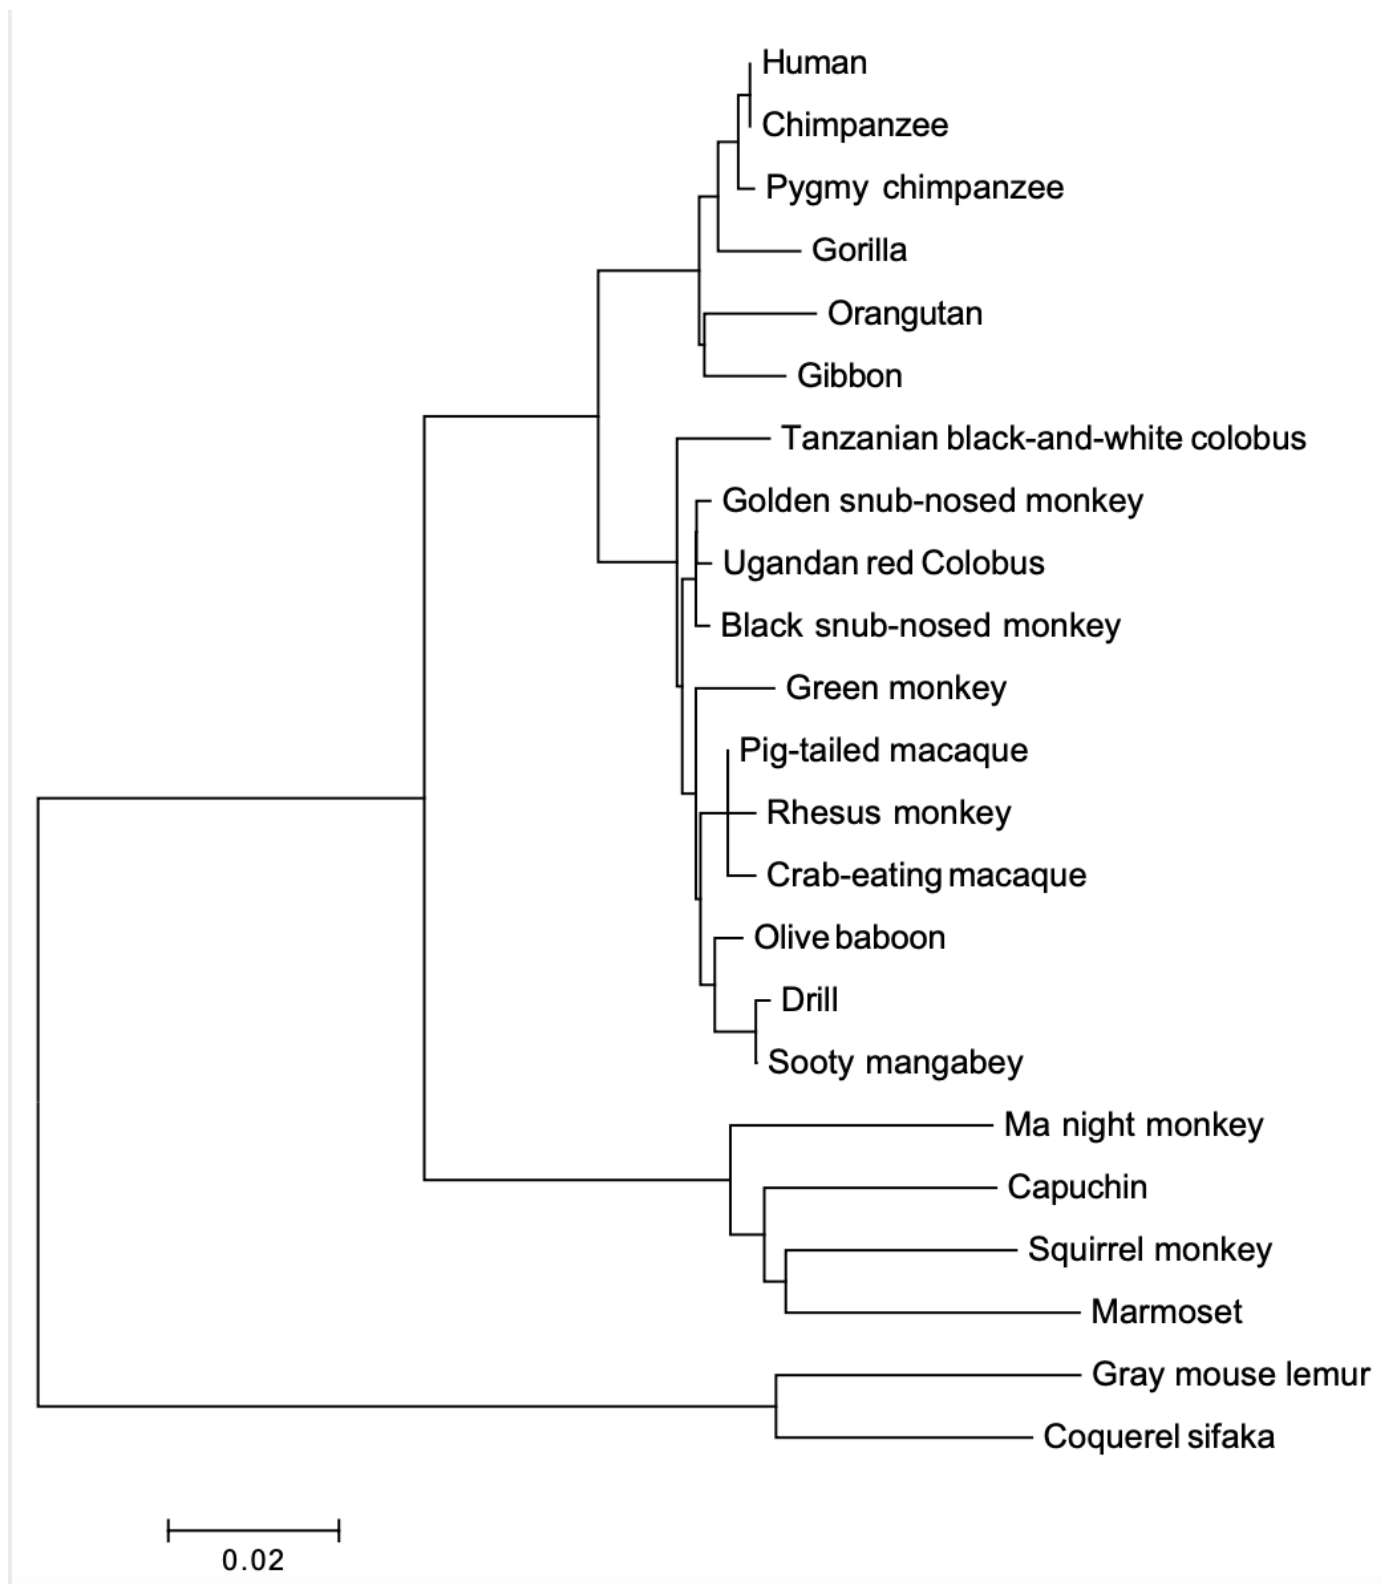 Human
Chimpanzee
Pygmy chimpanzee
Gorilla
Orangutan
Gibbon
Tanzanian black-and-white colobus
Golden snub-nosed monkey
Ugandan red Colobus
Black snub-nosed monkey
Green monkey
Pig-tailed macaque
Rhesus monkey
Crab-eating macaque
Olive baboon
Drill
Sooty mangabey
Ma night monkey
Capuchin
Squirrel monkey
Marmoset
Gray mouse lemur
Coquerel sifaka
0.02